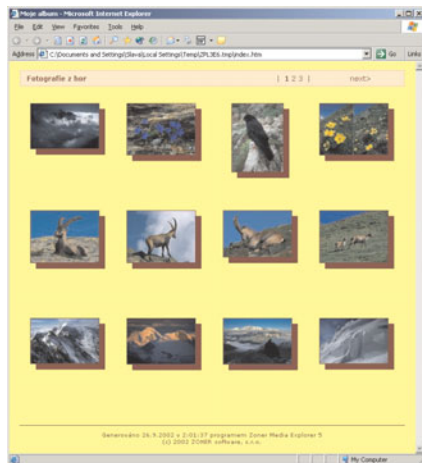 Moje album - Microsoft Internet Explorer
File Edit View Favorites Tools Help
Address C:\Documents and Settings\Slava\Local Settings\Temp\ZPL3E6.tmp\index.htm Go Links
Fotografie z hor | 1 2 3 | next>
Generováno 26.9.2002 v 2:01:37 programem Zoner Media Explorer 5
(c) 2002 ZONER software, s.r.o.
My Computer